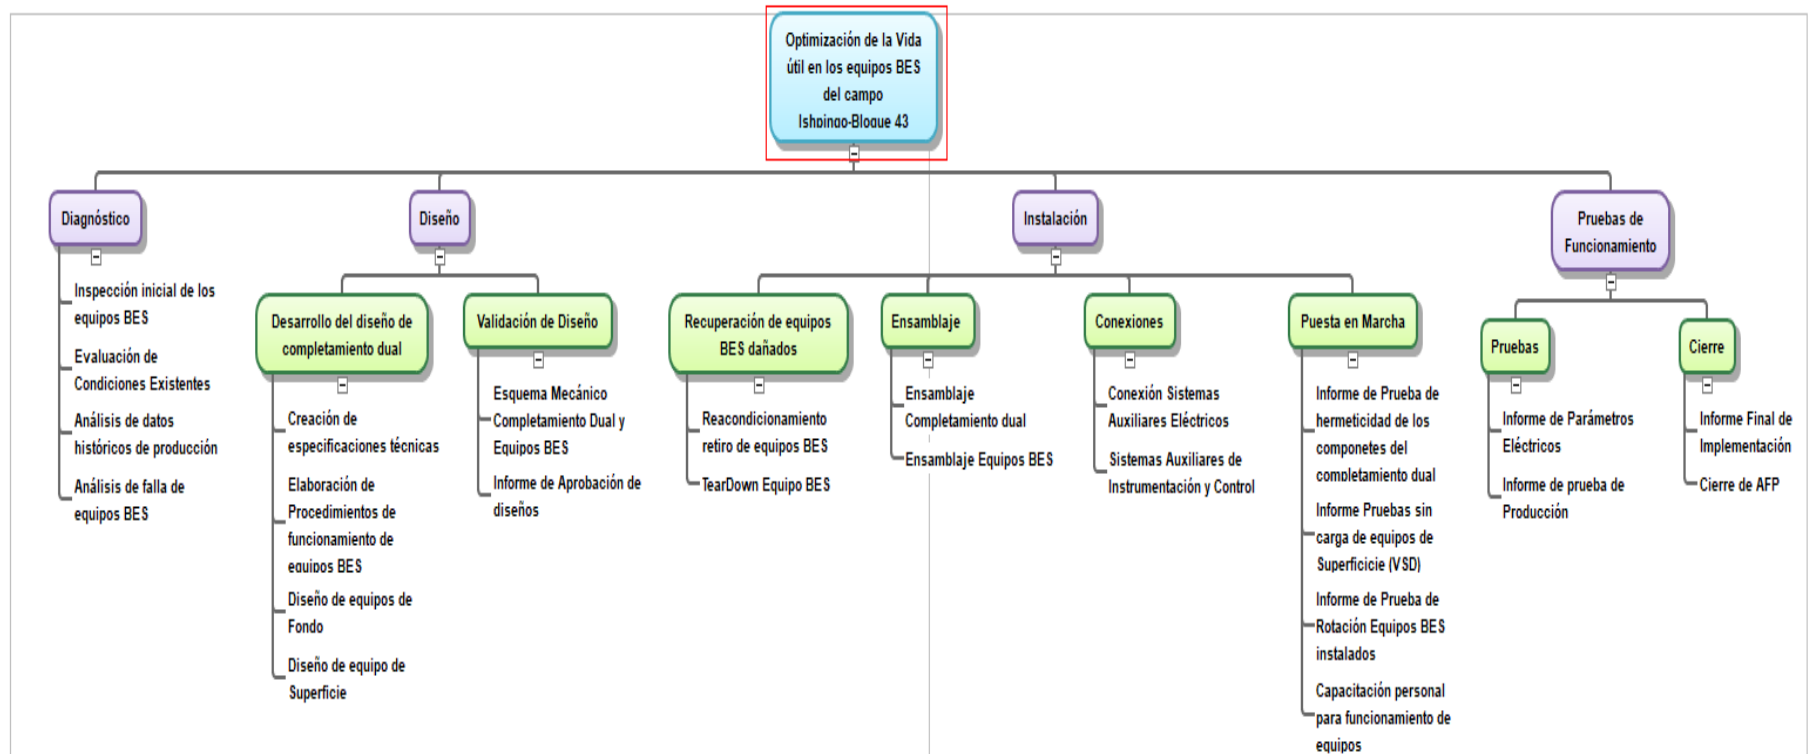 Optimización de la Vida
útil en los equipos BES
del campo
Ishpingo-Bloque 43
Diagnóstico
Inspección inicial de los
equipos BES
Evaluación de
Condiciones Existentes
Análisis de datos
históricos de producción
Análisis de falla de
equipos BES
Diseño
Desarrollo del diseño de
completamiento dual
Creación de
especificaciones técnicas
Elaboración de
Procedimientos de
funcionamiento de
equipos BES
Diseño de equipos de
Fondo
Diseño de equipo de
Superficie
Validación de Diseño
Esquema Mecánico
Completamiento Dual y
Equipos BES
Informe de Aprobación de
diseños
Instalación
Recuperación de equipos
BES dañados
Reacondicionamiento
retiro de equipos BES
TearDown Equipo BES
Ensamblaje
Ensamblaje
Completamiento dual
Ensamblaje Equipos BES
Conexiones
Conexión Sistemas
Auxiliares Eléctricos
Sistemas Auxiliares de
Instrumentación y Control
Puesta en Marcha
Informe de Prueba de
hermeticidad de los
componetes del
completamiento dual
Informe Pruebas sin
carga de equipos de
Superficicie (VSD)
Informe de Prueba de
Rotación Equipos BES
instalados
Capacitación personal
para funcionamiento de
equipos
Pruebas de
Funcionamiento
Pruebas
Informe de Parámetros
Eléctricos
Informe de prueba de
Producción
Cierre
Informe Final de
Implementación
Cierre de AFP